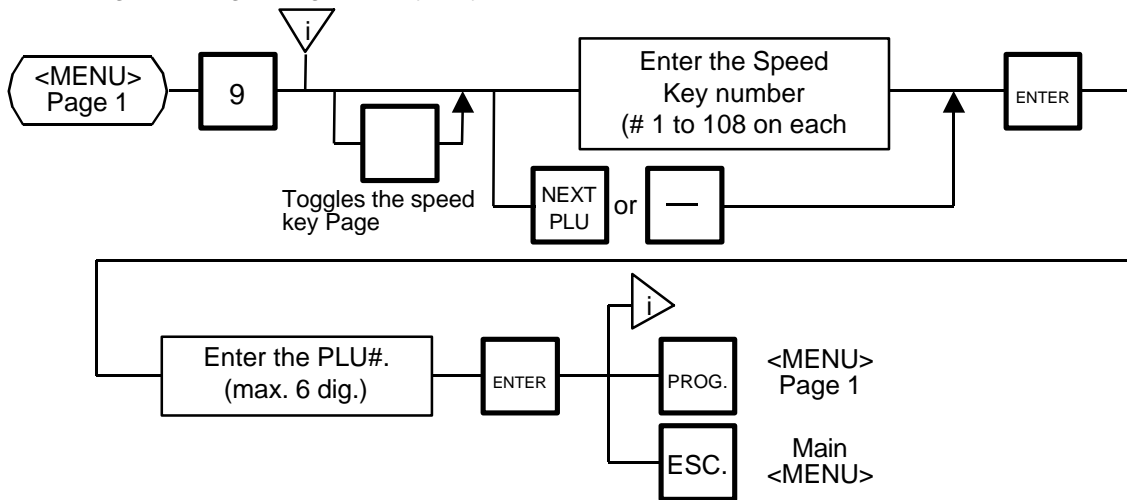 i
<MENU>
Page 1
9
Toggles the speed
key Page
Enter the Speed
Key number
(# 1 to 108 on each
NEXT
PLU
or
—
ENTER
Enter the PLU#.
(max. 6 dig.)
ENTER
i
PROG.
<MENU>
Page 1
ESC.
Main
<MENU>